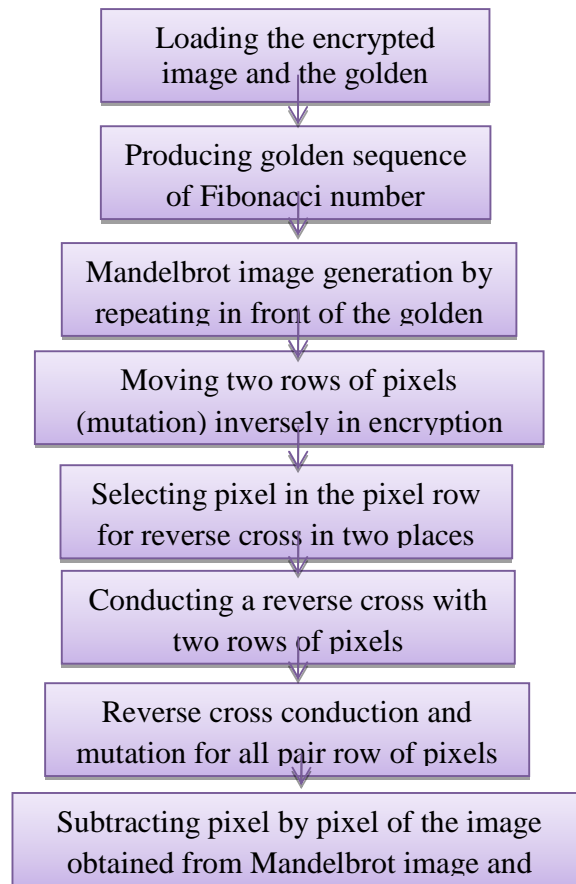 Loading the encrypted
image and the golden
Producing golden sequence
of Fibonacci number
Mandelbrot image generation by
repeating in front of the golden
Moving two rows of pixels
(mutation) inversely in encryption
Selecting pixel in the pixel row
for reverse cross in two places
Conducting a reverse cross with
two rows of pixels
Reverse cross conduction and
mutation for all pair row of pixels
Subtracting pixel by pixel of the image
obtained from Mandelbrot image and